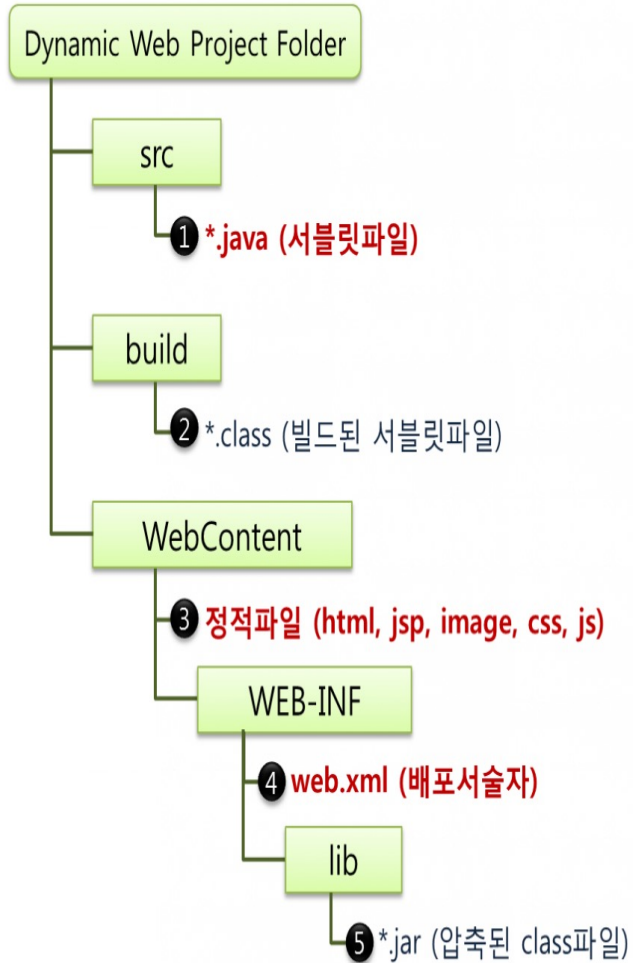 Dynamic Web Project Folder
src
1 *.java (서블릿파일)
build
2 *.class (빌드된 서블릿파일)
WebContent
3 정적파일 (html, jsp, image, css, js)
WEB-INF
4 web.xml (배포서술자)
lib
5 *.jar (압축된 class파일)